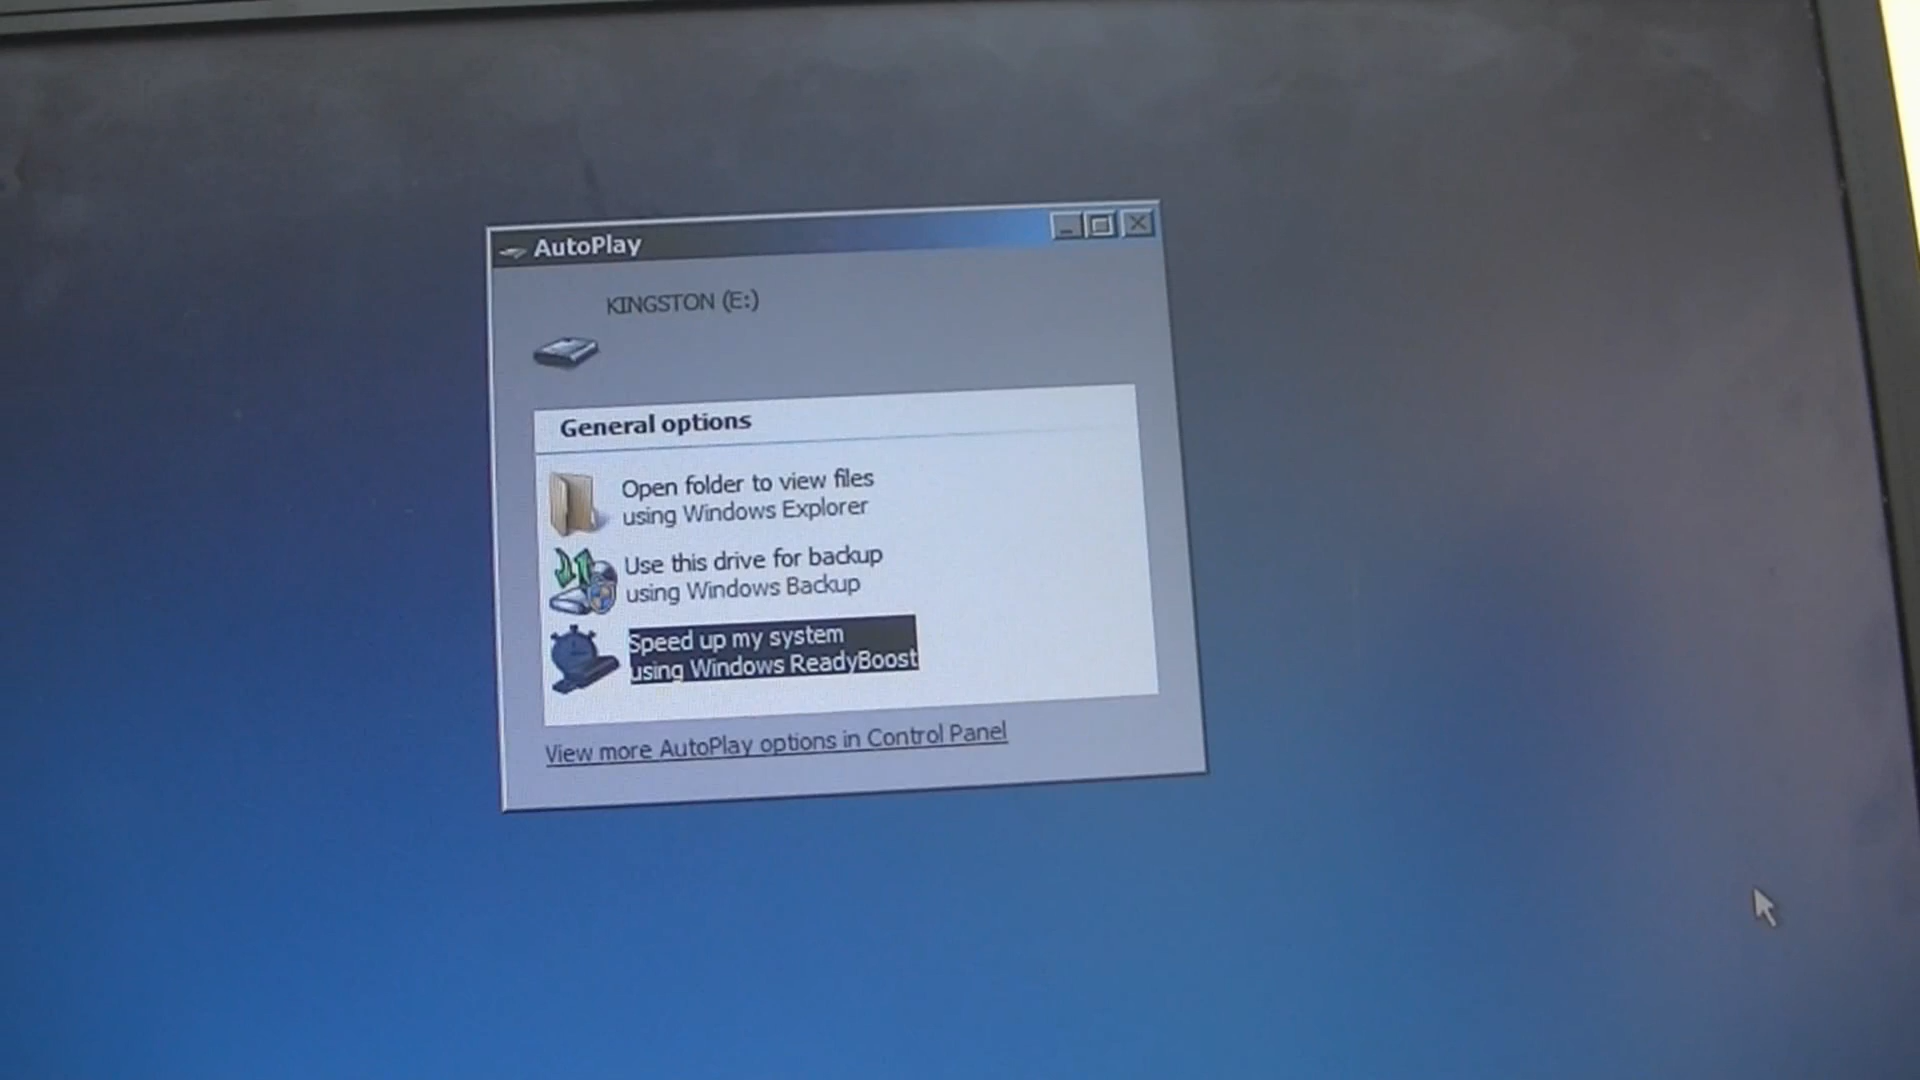 AutoPlay
KINGSTON (E:)
General options
Open folder to view files
using Windows Explorer
Use this drive for backup
using Windows Backup
Speed up my system
using Windows ReadyBoost
View more AutoPlay options in Control Panel